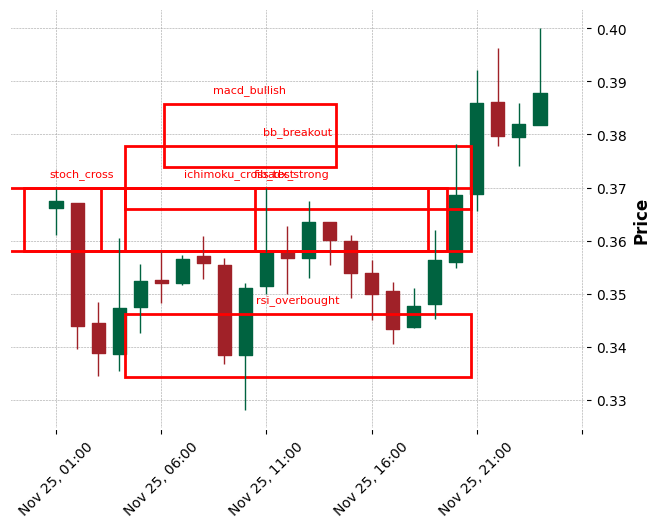 macd_bullish
bb_breakout
stoch_cross
rsi_overbought
0.40
0.39
0.38
0.37
0.36
0.35
0.34
0.33
Price
Nov 25, 01:00
Nov 25, 06:00
Nov 25, 11:00
Nov 25, 16:00
Nov 25, 21:00